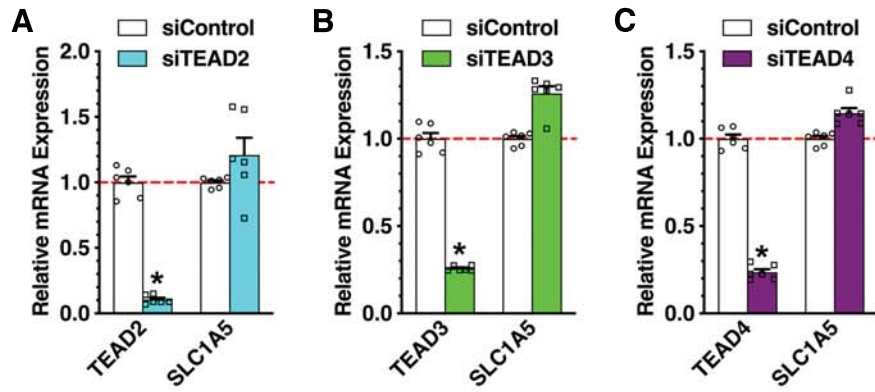 A
siControl
siTEAD2
Relative mRNA Expression
2.0
1.5
1.0
0.5
0.0
*
TEAD2
SLC1A5
B
siControl
siTEAD3
Relative mRNA Expression
1.5
1.0
0.5
0.0
*
TEAD3
SLC1A5
C
siControl
siTEAD4
Relative mRNA Expression
1.5
1.0
0.5
0.0
*
TEAD4
SLC1A5